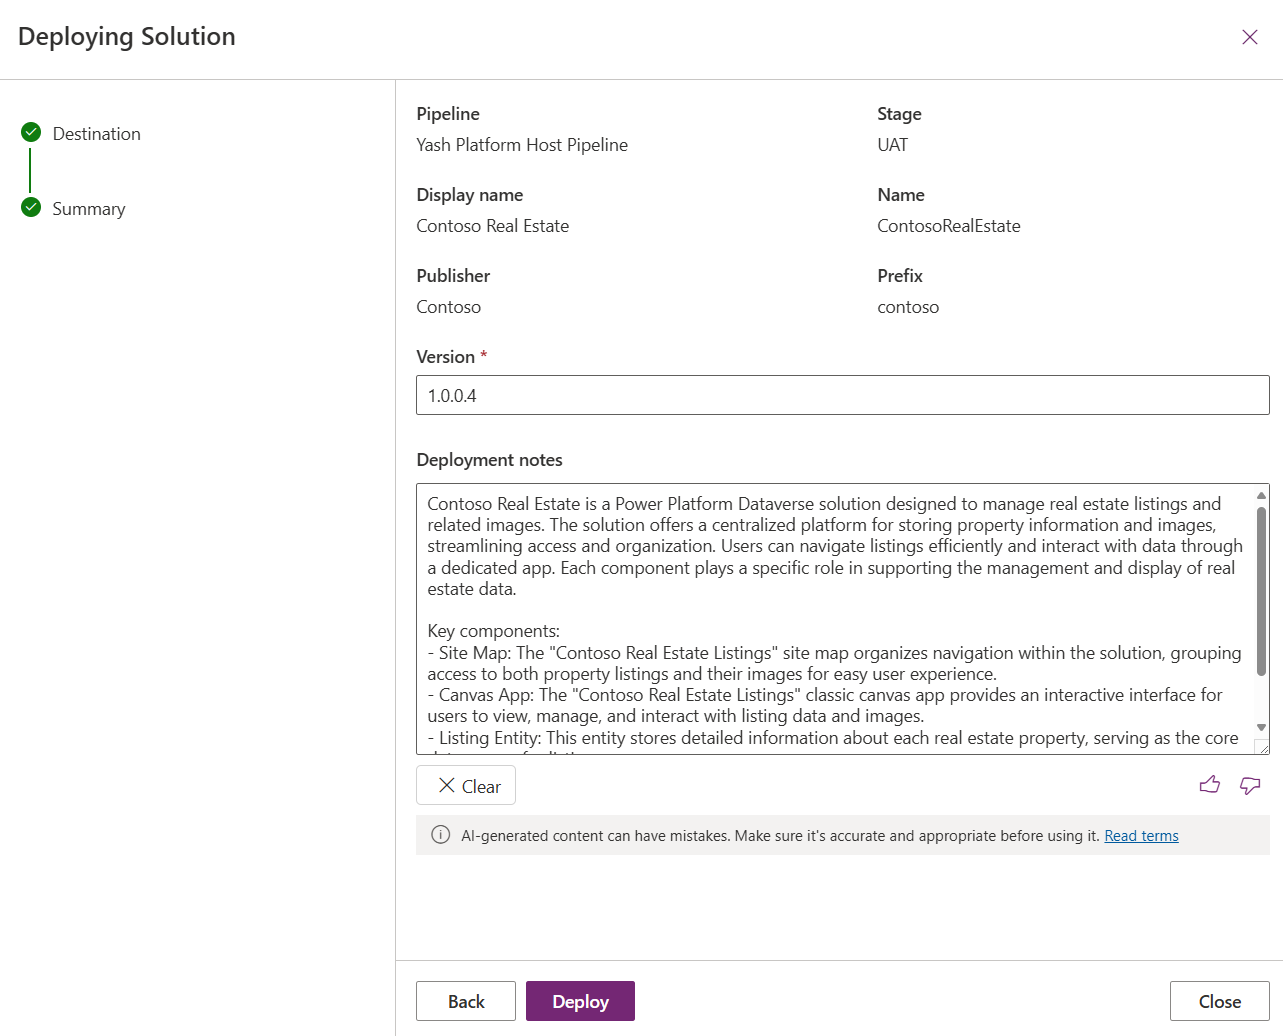 Deploying Solution
Destination
Summary
Pipeline
Yash Platform Host Pipeline
Stage
UAT
Display name
Contoso Real Estate
Name
ContosoRealEstate
Publisher
Contoso
Prefix
contoso
Version *
1.0.0.4
Deployment notes
Contoso Real Estate is a Power Platform Dataverse solution designed to manage real estate listings and
related images. The solution offers a centralized platform for storing property information and images,
streamlining access and organization. Users can navigate listings efficiently and interact with data through
a dedicated app. Each component plays a specific role in supporting the management and display of real
estate data.
Key components:
- Site Map: The "Contoso Real Estate Listings" site map organizes navigation within the solution, grouping
access to both property listings and their images for easy user experience.
- Canvas App: The "Contoso Real Estate Listings" classic canvas app provides an interactive interface for
users to view, manage, and interact with listing data and images.
- Listing Entity: This entity stores detailed information about each real estate property, serving as the core
Clear
AI-generated content can have mistakes. Make sure it's accurate and appropriate before using it. Read terms
Back
Deploy
Close